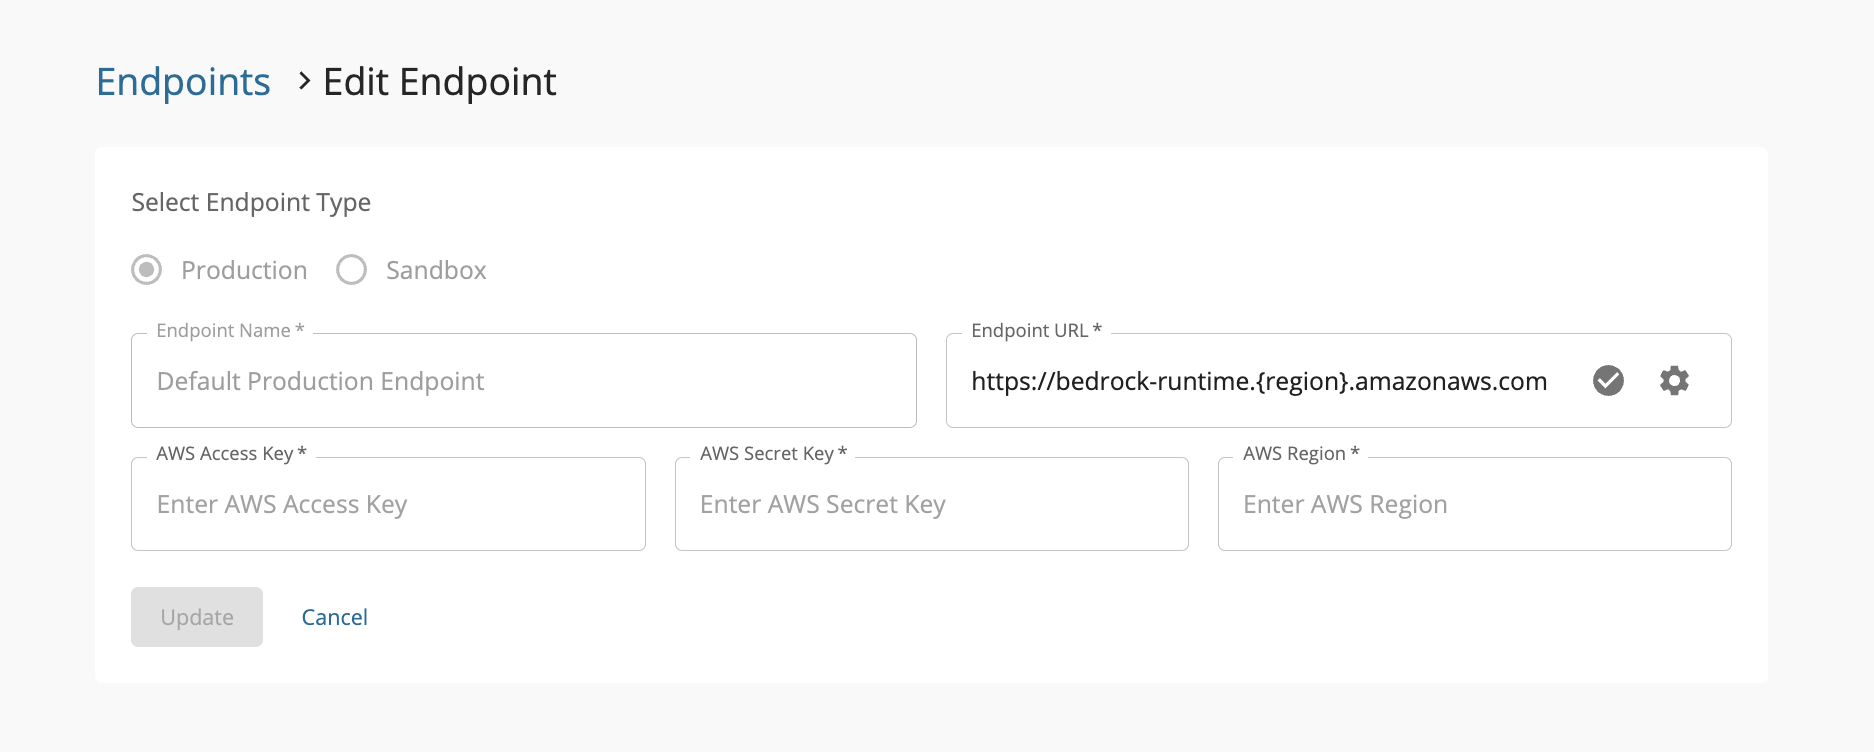 Endpoints > Edit Endpoint
Select Endpoint Type
Production Sandbox
Endpoint Name * Endpoint URL *
Default Production Endpoint https://bedrock-runtime.{region}.amazonaws.com
AWS Access Key * AWS Secret Key * AWS Region *
Enter AWS Access Key Enter AWS Secret Key Enter AWS Region
Update Cancel